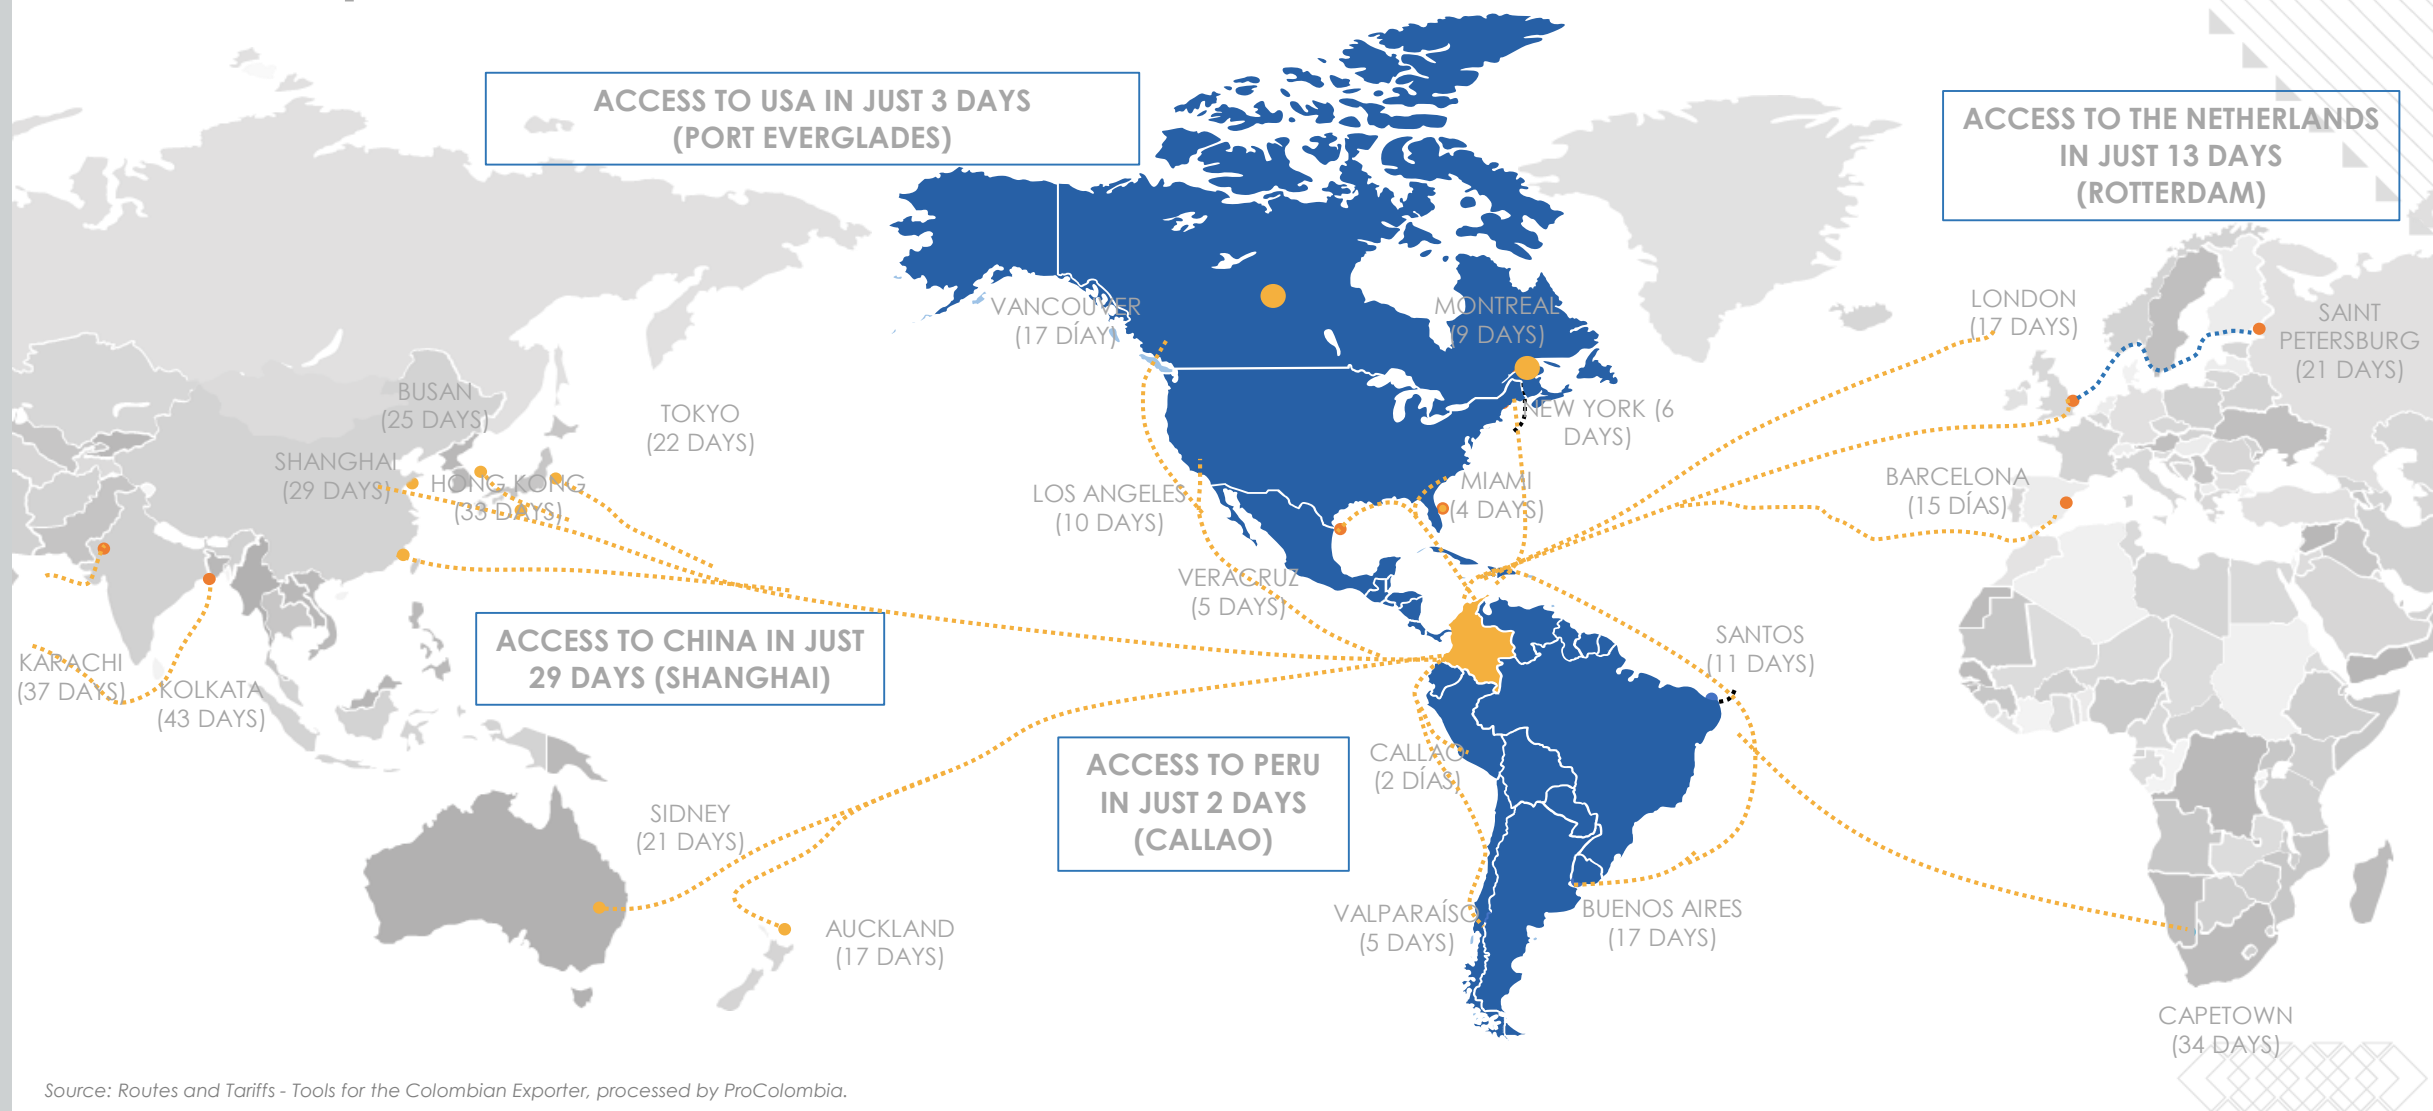 ACCESS TO USA IN JUST 3 DAYS
(PORT EVERGLADES)
ACCESS TO THE NETHERLANDS
IN JUST 13 DAYS
(ROTTERDAM)
VANCOUVER
(17 DÍAY)
MONTREAL
(9 DAYS)
LONDON
(17 DAYS)
SAINT
PETERSBURG
(21 DAYS)
BUSAN
(25 DAYS)
TOKYO
(22 DAYS)
NEW YORK (6
DAYS)
SHANGHAI
(29 DAYS)
HONG KONG
(33 DAYS)
LOS ANGELES
(10 DAYS)
MIAMI
(4 DAYS)
BARCELONA
(15 DÍAS)
VERACRUZ
(5 DAYS)
ACCESS TO CHINA IN JUST
29 DAYS (SHANGHAI)
SANTOS
(11 DAYS)
KARACHI
(37 DAYS)
KOLKATA
(43 DAYS)
ACCESS TO PERU
IN JUST 2 DAYS
(CALLAO)
CALLAO
(2 DÍAS)
SIDNEY
(21 DAYS)
AUCKLAND
(17 DAYS)
VALPARAÍSO
(5 DAYS)
BUENOS AIRES
(17 DAYS)
CAPETOWN
(34 DAYS)
Source: Routes and Tariffs - Tools for the Colombian Exporter, processed by ProColombia.